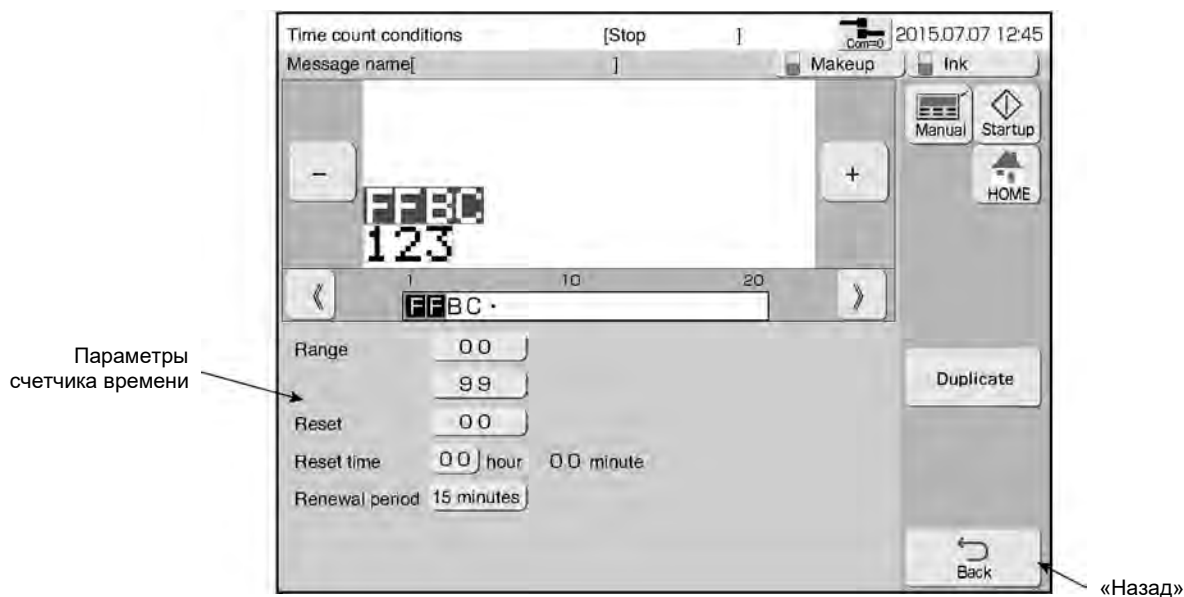 Time count conditions [Stop ] Com=0 2015.07.07 12:45
Message name[ ] Makeup Ink
Manual Startup
HOME
- +
FFBC
123
1 10 20
《 FFBC· 》
Range 00
99
Reset 00
Reset time 00 hour 00 minute
Renewal period 15 minutes
Duplicate
Back
Параметры
счетчика времени
«Назад»